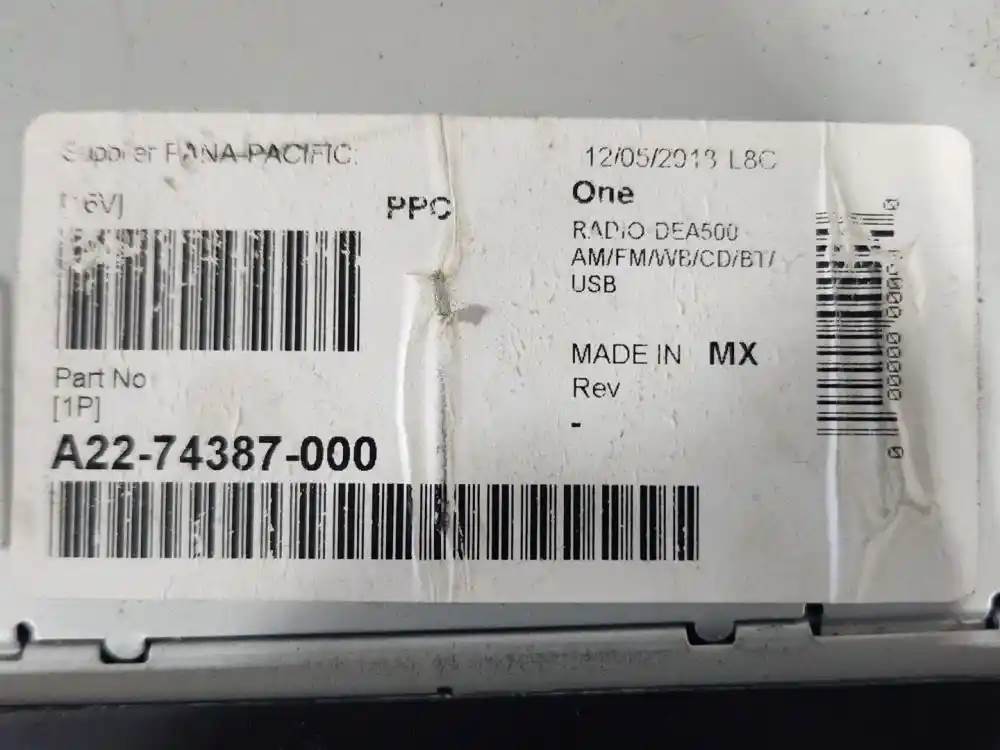 Supplier PANA-PACIFIC:
[16V]
PPC
Part No
[1P]
A22-74387-000
12/05/2018 L8C
One
RADIO DEA500
AM/FM/WB/CD/BT/
USB
MADE IN MX
Rev
-